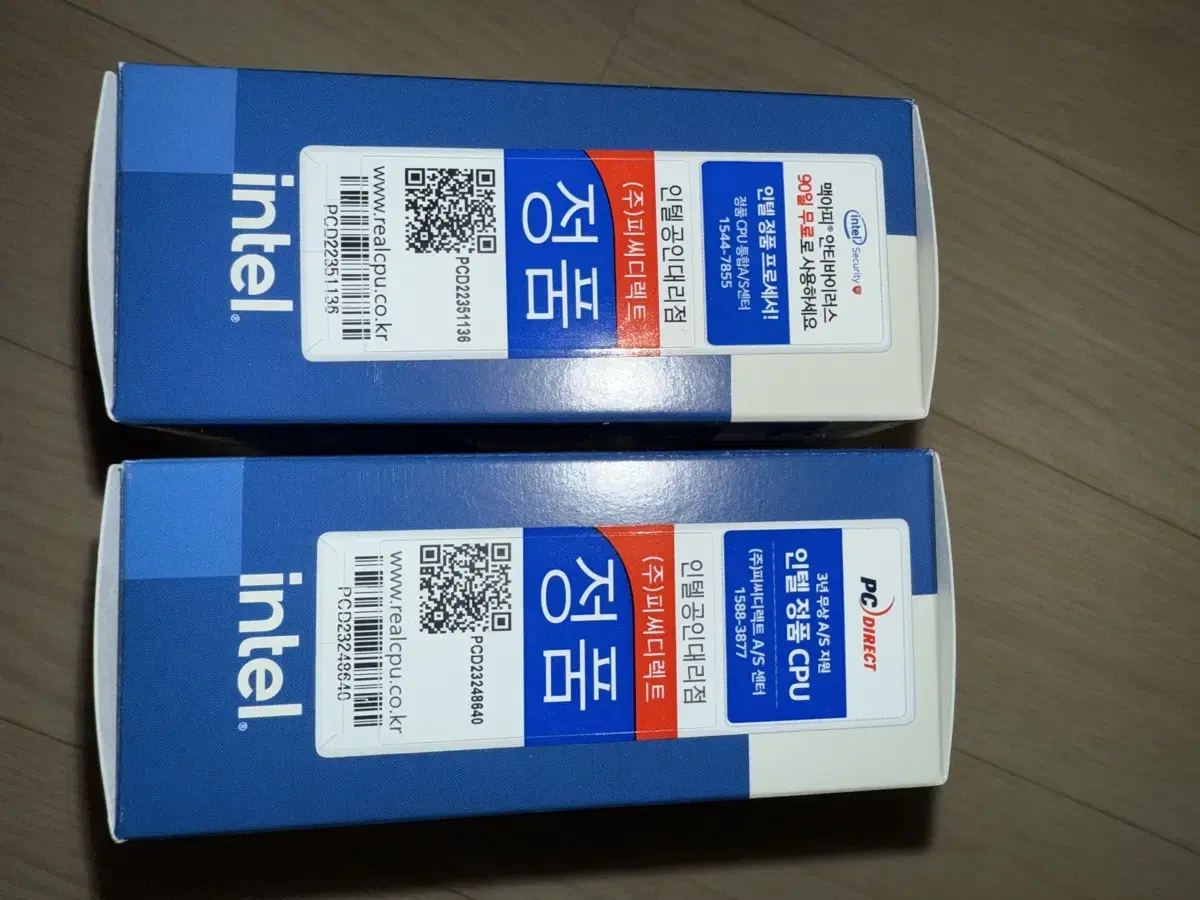 intel®
PCD22351136
www.realcpu.co.kr
PCD22351136
정품
(주)피씨디렉트
인텔공인대리점
인텔 정품 프로세서!
정품 CPU 통합A/S센터
1544-7855
맥아피® 안티바이러스
90일 무료로 사용하세요
intel Security
intel®
PCD23248640
www.realcpu.co.kr
PCD23248640
정품
(주)피씨디렉트
인텔공인대리점
3년 무상 A/S 지원
인텔 정품 CPU
(주)피씨디렉트 A/S 센터
1588-3877
PC DIRECT